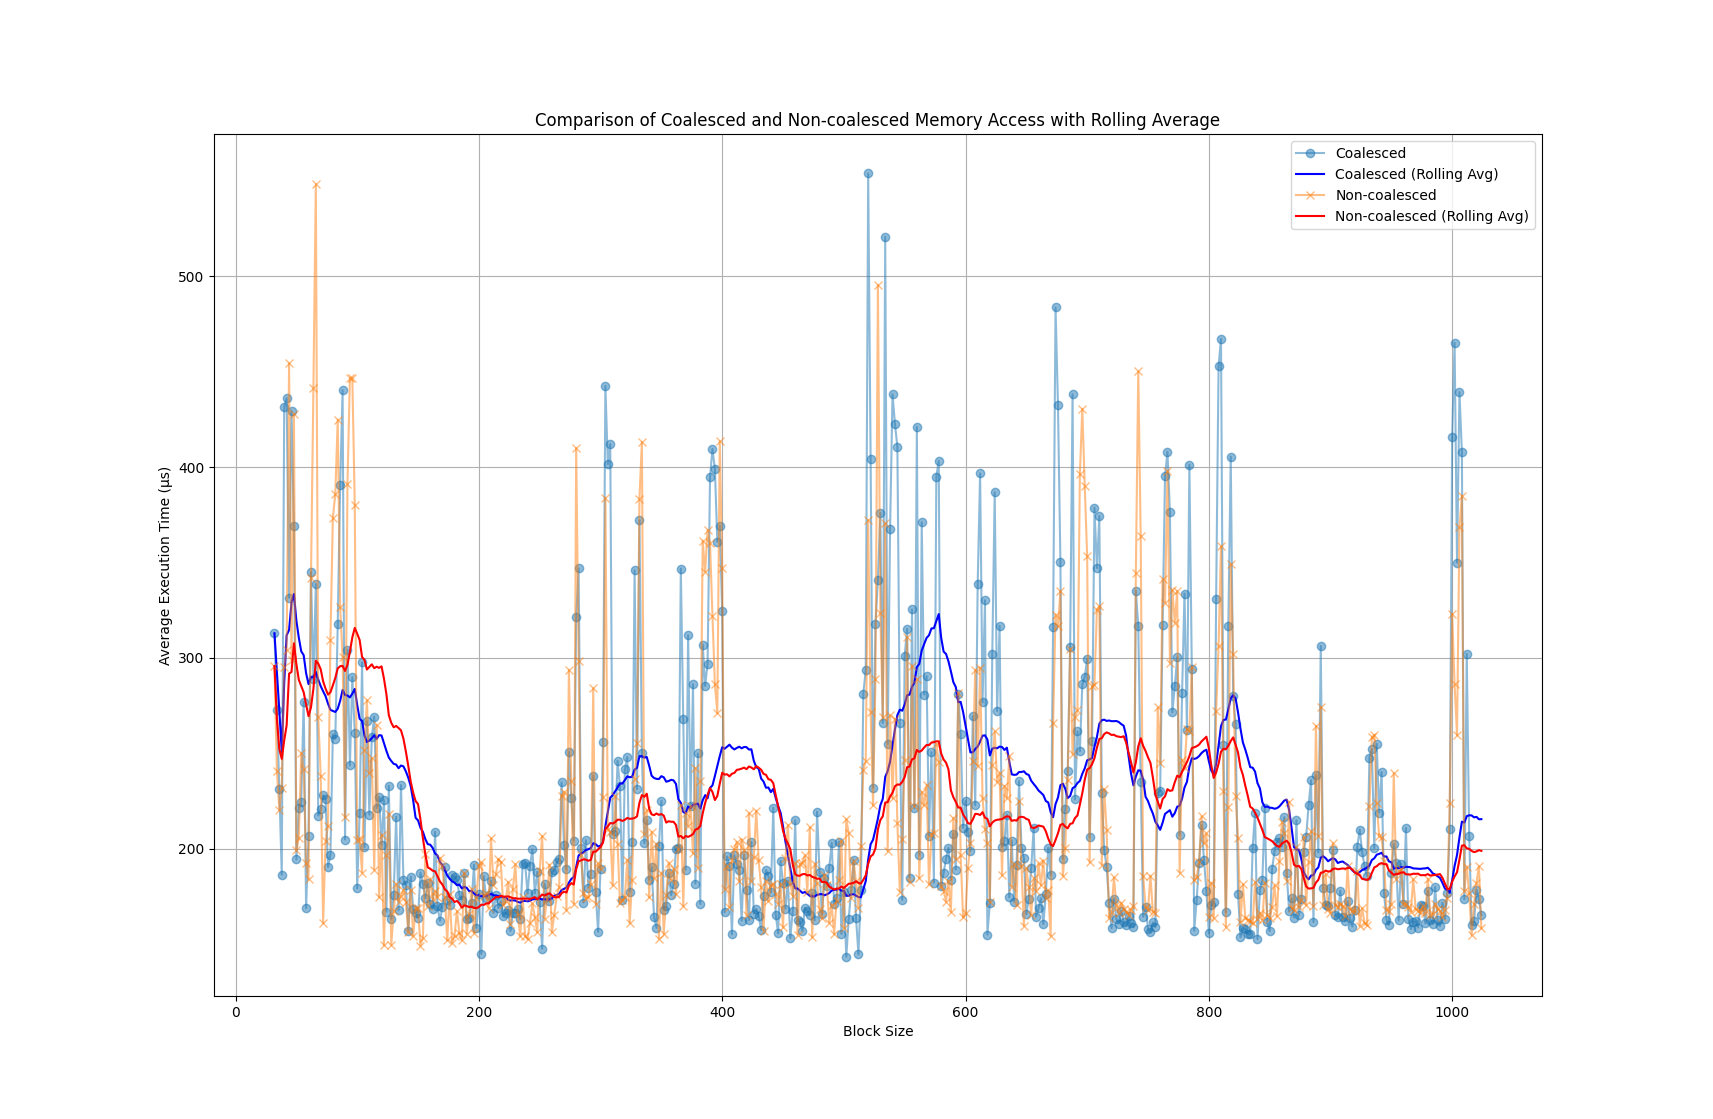 Comparison of Coalesced and Non-coalesced Memory Access with Rolling Average
Coalesced
Coalesced (Rolling Avg)
Non-coalesced
Non-coalesced (Rolling Avg)
Average Execution Time (µs)
500
400
300
200
0
200
400
600
800
1000
Block Size